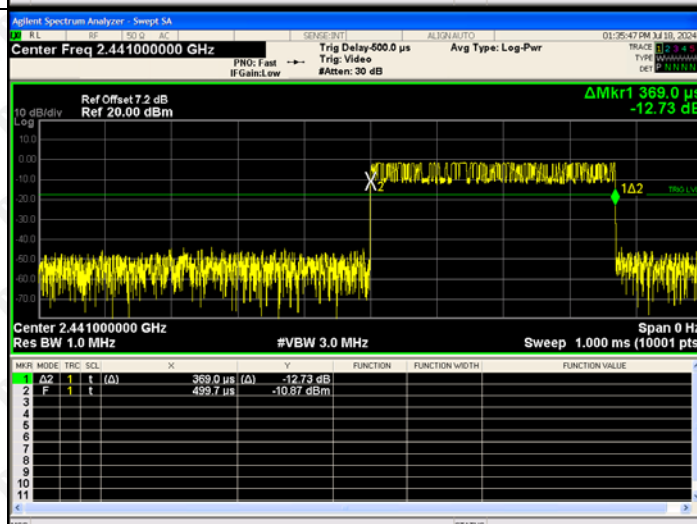 Agilent Spectrum Analyzer - Swept SA
RL RF 50 Ω AC SENSE:INT ALIGN AUTO 01:35:47 PM Jul 18, 2024
Center Freq 2.441000000 GHz
PNO: Fast
IFGain:Low
Trig Delay-500.0 µs
Trig: Video
#Atten: 30 dB
Avg Type: Log-Pwr
TRACE 1 2 3 4 5
TYPE
DET P N N N N
ΔMkr1 369.0 µs
-12.73 dB
Ref Offset 7.2 dB
10 dB/div Ref 20.00 dBm
Log
10.0
0.00
-10.0
-20.0
-30.0
-40.0
-50.0
-60.0
-70.0
X2
1Δ2
TRIG LVL
Center 2.441000000 GHz Span 0 Hz
Res BW 1.0 MHz #VBW 3.0 MHz Sweep 1.000 ms (10001 pts
MKR MODE TRC SCL X Y FUNCTION FUNCTION WIDTH FUNCTION VALUE
1 Δ2 1 t (Δ) 369.0 µs (Δ) -12.73 dB
2 F 1 t 499.7 µs -10.87 dBm
3
4
5
6
7
8
9
10
11
MSG STATUS